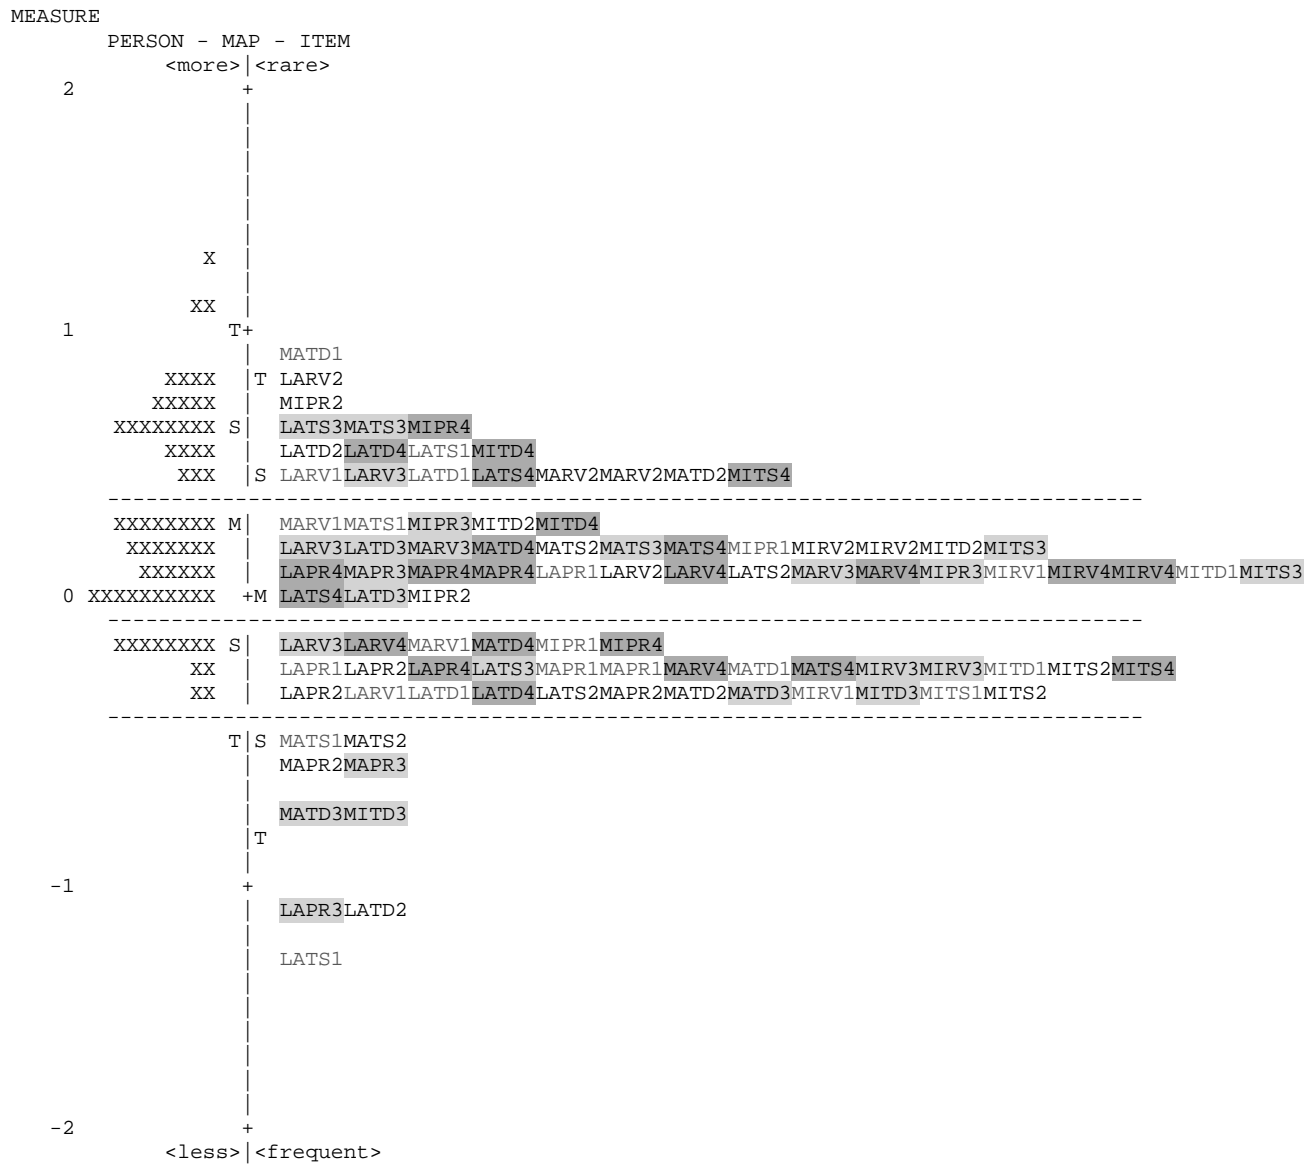 MEASURE
PERSON - MAP - ITEM
<more>|<rare>
2 +
|
|
|
|
|
|
X |
|
XX |
1 T+
| MATD1
XXXX |T LARV2
XXXXX | MIPR2
XXXXXXXX S| LATS3MATS3MIPR4
XXXX | LATD2LATD4LATS1MITD4
XXX |S LARV1LARV3LATD1LATS4MARV2MARV2MATD2MITS4
---------------------------------------------------------------------------------
XXXXXXXX M| MARV1MATS1MIPR3MITD2MITD4
XXXXXXX | LARV3LATD3MARV3MATD4MATS2MATS3MATS4MIPR1MIRV2MIRV2MITD2MITS3
XXXXXX | LAPR4MAPR3MAPR4MAPR4LAPR1LARV2LARV4LATS2MARV3MARV4MIPR3MIRV1MIRV4MIRV4MITD1MITS3
0 XXXXXXXXXX +M LATS4LATD3MIPR2
---------------------------------------------------------------------------------
XXXXXXXX S| LARV3LARV4MARV1MATD4MIPR1MIPR4
XX | LAPR1LAPR2LAPR4LATS3MAPR1MAPR1MARV4MATD1MATS4MIRV3MIRV3MITD1MITS2MITS4
XX | LAPR2LARV1LATD1LATD4LATS2MAPR2MATD2MATD3MIRV1MITD3MITS1MITS2
---------------------------------------------------------------------------------
T|S MATS1MATS2
| MAPR2MAPR3
|
| MATD3MITD3
|T
|
-1 +
| LAPR3LATD2
|
| LATS1
|
|
|
|
|
|
-2 +
<less>|<frequent>